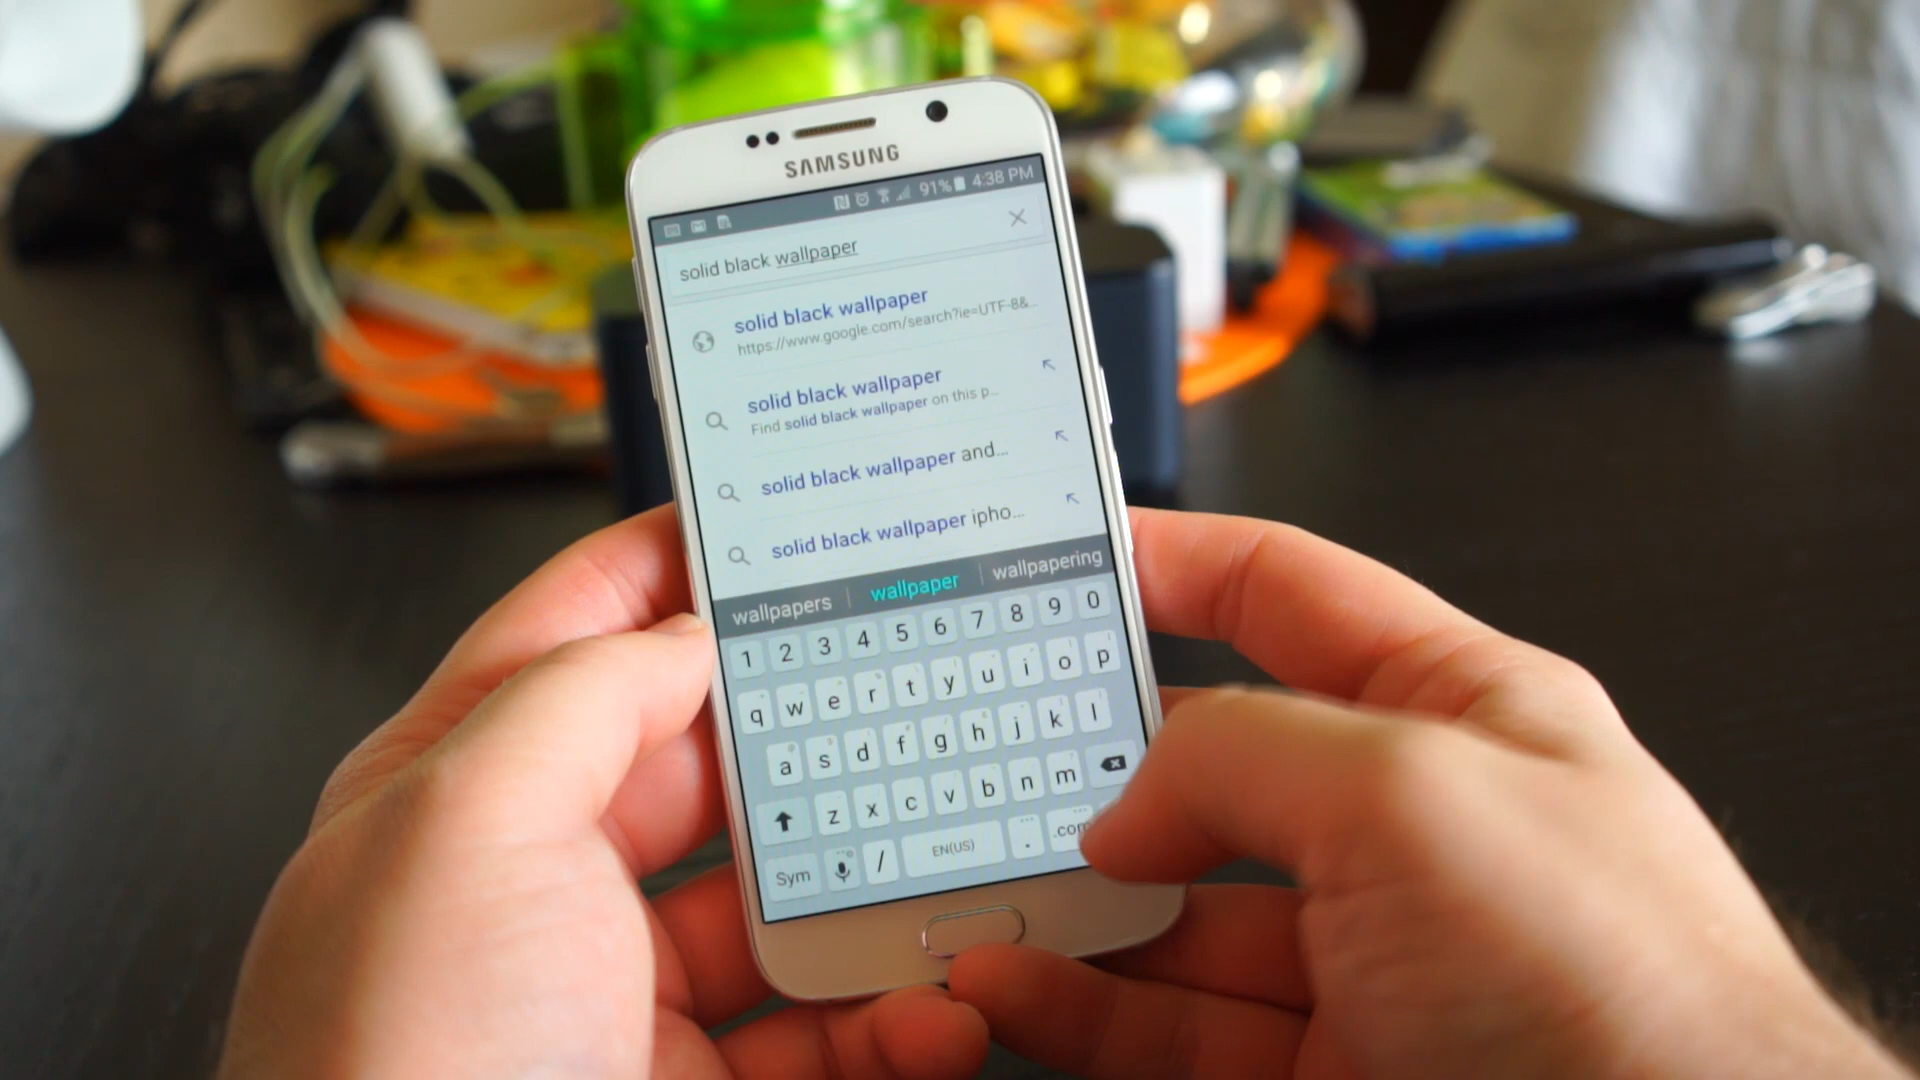 SAMSUNG
91% 4:38 PM
solid black wallpaper
solid black wallpaper
https://www.google.com/search?ie=UTF-8&...
solid black wallpaper
Find solid black wallpaper on this p...
solid black wallpaper and...
solid black wallpaper ipho...
wallpapers wallpaper wallpapering
1 2 3 4 5 6 7 8 9 0
q w e r t y u i o p
a s d f g h j k l
z x c v b n m
Sym / EN(US) . .com